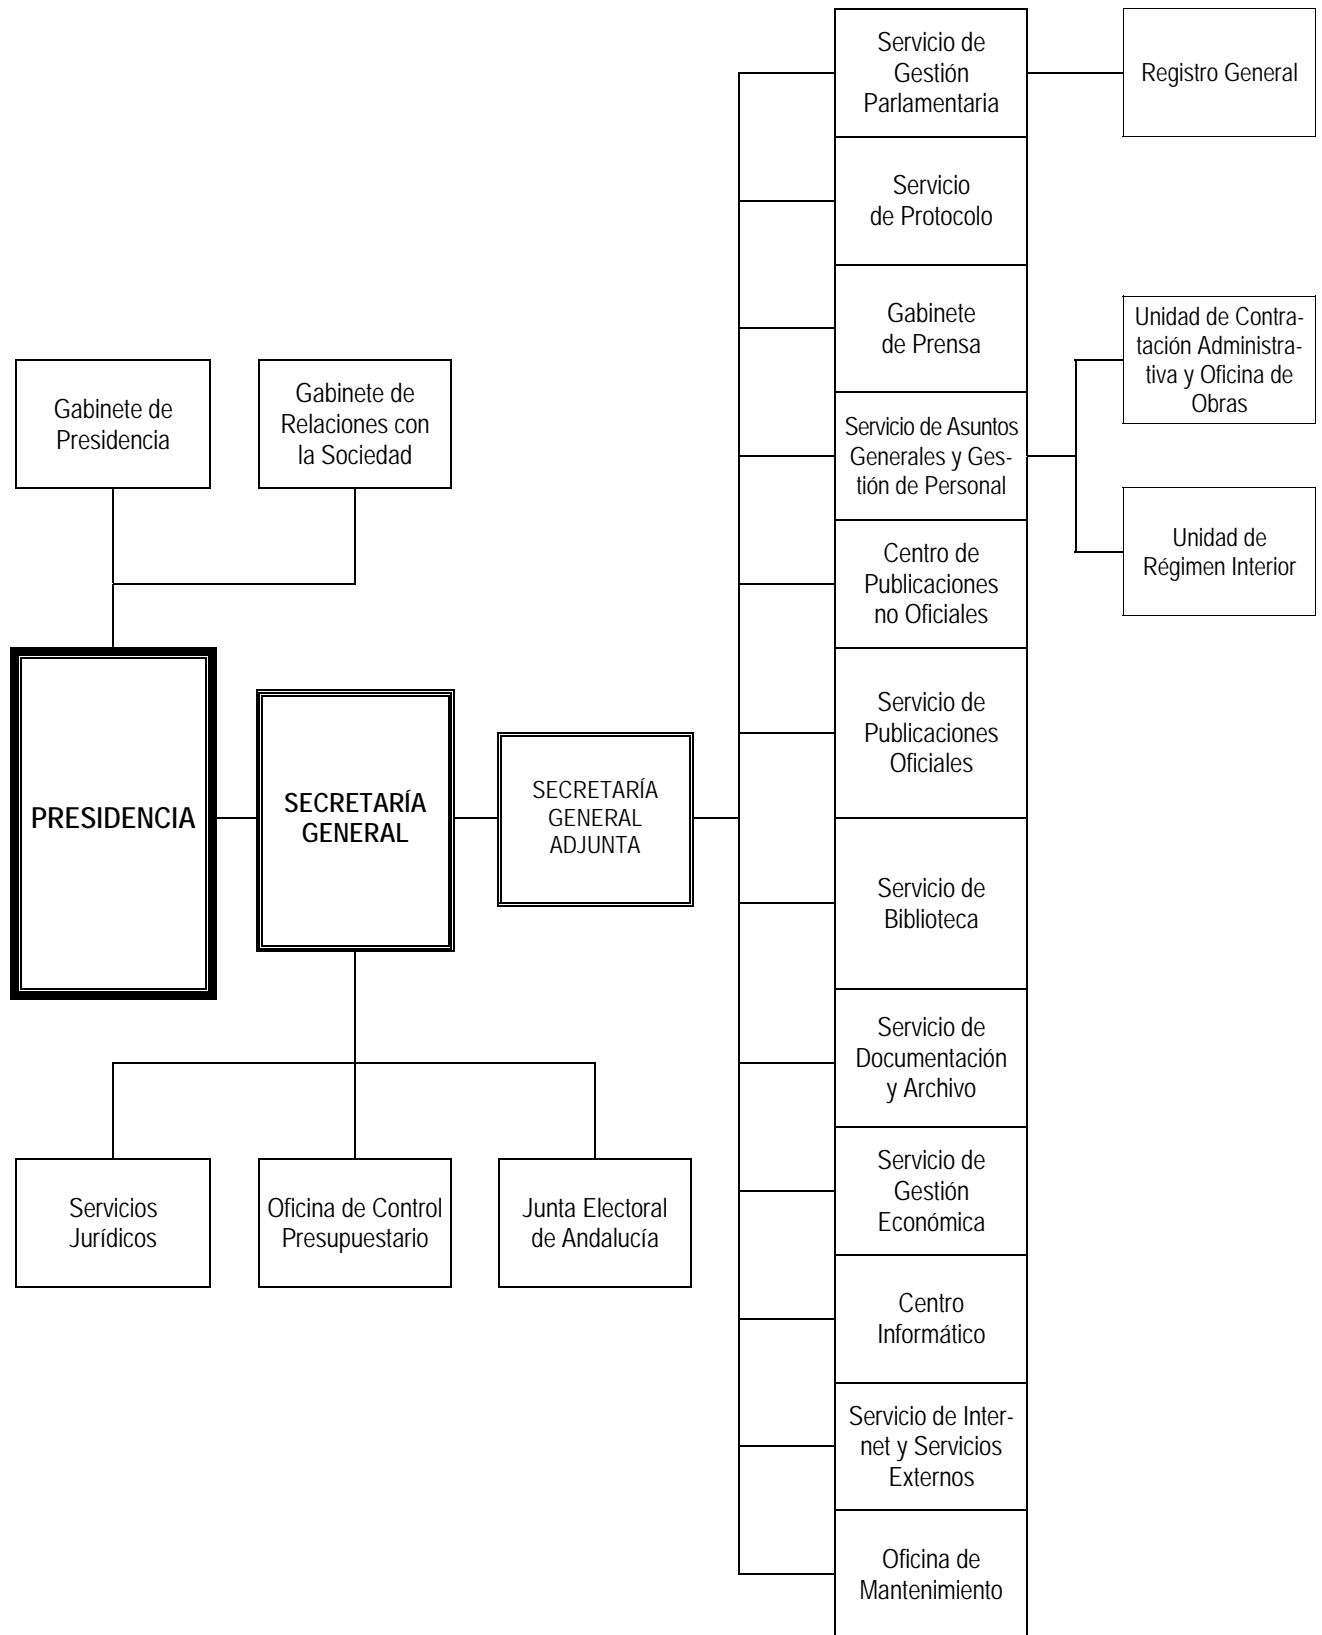 Servicio de
Gestión
Parlamentaria
Registro General
Servicio
de Protocolo
Gabinete
de Prensa
Unidad de Contra-
tación Administra-
tiva y Oficina de
Obras
Gabinete de
Presidencia
Gabinete de
Relaciones con
la Sociedad
Servicio de Asuntos
Generales y Ges-
tión de Personal
Centro de
Publicaciones
no Oficiales
Unidad de
Régimen Interior
Servicio de
Publicaciones
Oficiales
PRESIDENCIA
SECRETARÍA
GENERAL
SECRETARÍA
GENERAL
ADJUNTA
Servicio de
Biblioteca
Servicio de
Documentación
y Archivo
Servicios
Jurídicos
Oficina de Control
Presupuestario
Junta Electoral
de Andalucía
Servicio de
Gestión
Económica
Centro
Informático
Servicio de Inter-
net y Servicios
Externos
Oficina de
Mantenimiento